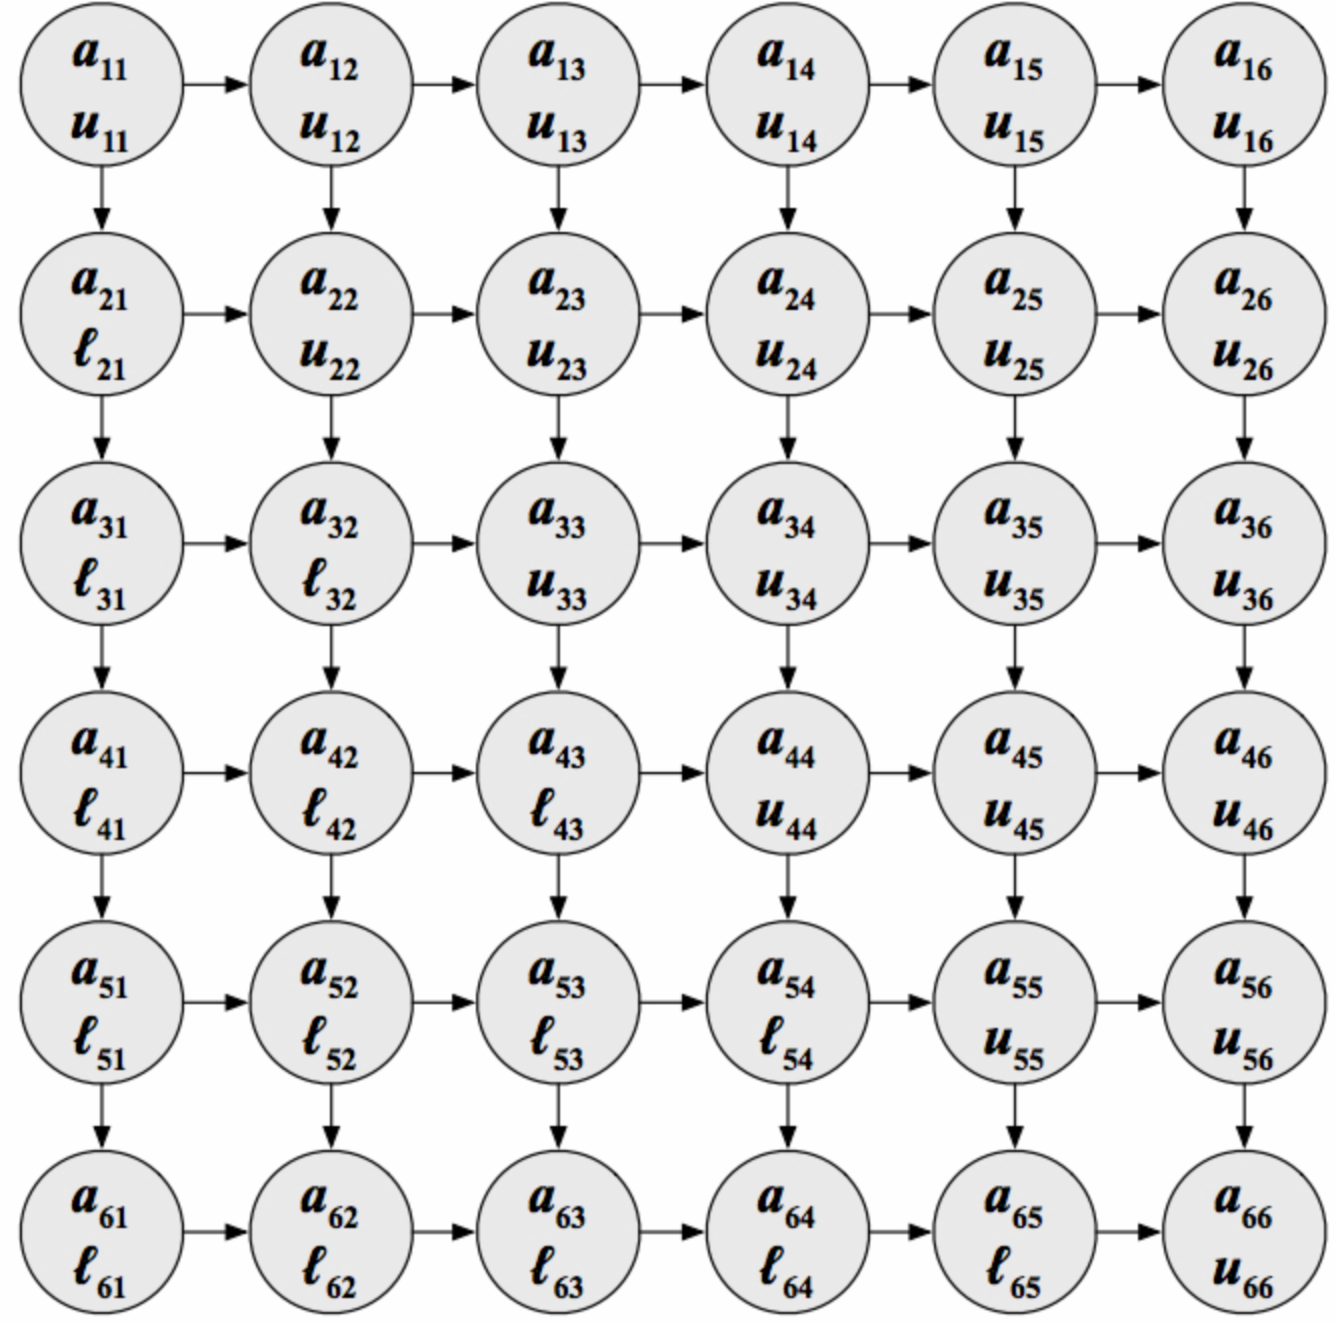 a₁₁ a₁₂ a₁₃ a₁₄ a₁₅ a₁₆
u₁₁ u₁₂ u₁₃ u₁₄ u₁₅ u₁₆
a₂₁ a₂₂ a₂₃ a₂₄ a₂₅ a₂₆
ℓ₂₁ u₂₂ u₂₃ u₂₄ u₂₅ u₂₆
a₃₁ a₃₂ a₃₃ a₃₄ a₃₅ a₃₆
ℓ₃₁ ℓ₃₂ u₃₃ u₃₄ u₃₅ u₃₆
a₄₁ a₄₂ a₄₃ a₄₄ a₄₅ a₄₆
ℓ₄₁ ℓ₄₂ ℓ₄₃ u₄₄ u₄₅ u₄₆
a₅₁ a₅₂ a₅₃ a₅₄ a₅₅ a₅₆
ℓ₅₁ ℓ₅₂ ℓ₅₃ ℓ₅₄ u₅₅ u₅₆
a₆₁ a₆₂ a₆₃ a₆₄ a₆₅ a₆₆
ℓ₆₁ ℓ₆₂ ℓ₆₃ ℓ₆₄ ℓ₆₅ u₆₆